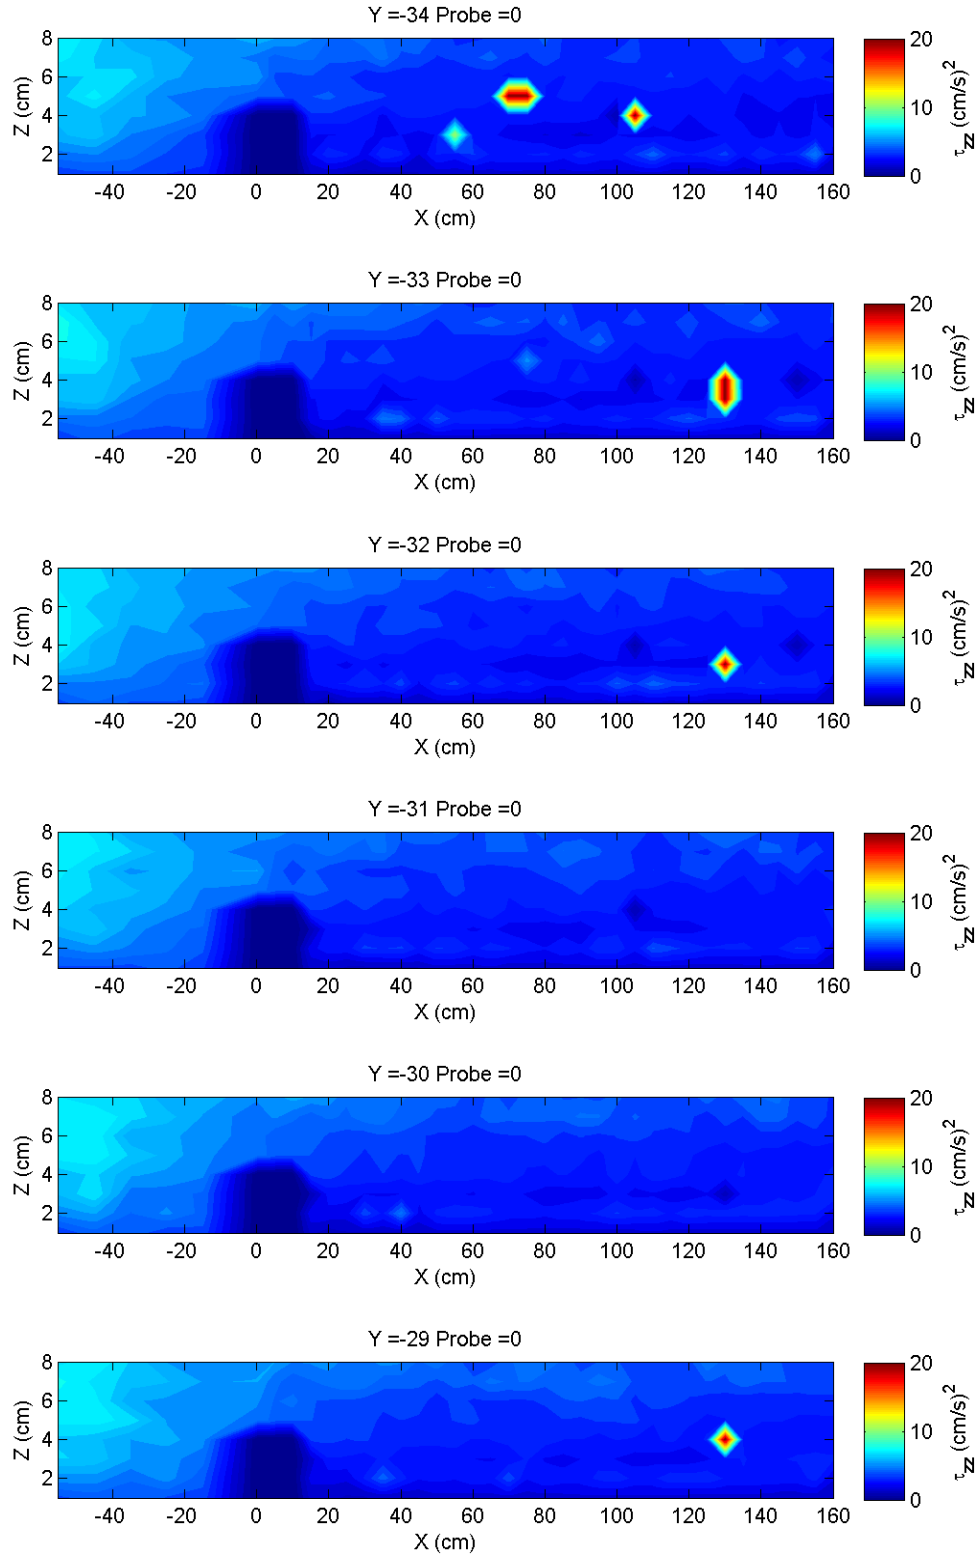 Y =-34 Probe =0
8
6
4
2
Z (cm)
-40 -20 0 20 40 60 80 100 120 140 160
X (cm)
20
10
0
τzz (cm/s)²
Y =-33 Probe =0
8
6
4
2
Z (cm)
-40 -20 0 20 40 60 80 100 120 140 160
X (cm)
20
10
0
τzz (cm/s)²
Y =-32 Probe =0
8
6
4
2
Z (cm)
-40 -20 0 20 40 60 80 100 120 140 160
X (cm)
20
10
0
τzz (cm/s)²
Y =-31 Probe =0
8
6
4
2
Z (cm)
-40 -20 0 20 40 60 80 100 120 140 160
X (cm)
20
10
0
τzz (cm/s)²
Y =-30 Probe =0
8
6
4
2
Z (cm)
-40 -20 0 20 40 60 80 100 120 140 160
X (cm)
20
10
0
τzz (cm/s)²
Y =-29 Probe =0
8
6
4
2
Z (cm)
-40 -20 0 20 40 60 80 100 120 140 160
X (cm)
20
10
0
τzz (cm/s)²